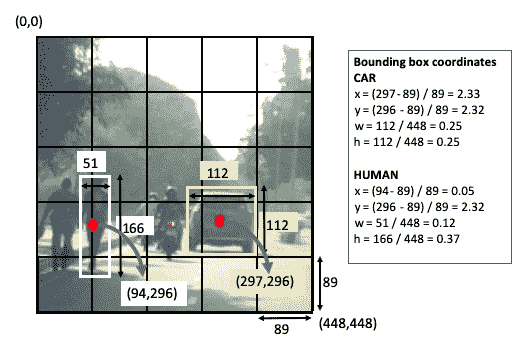 (0,0)
Bounding box coordinates
CAR
x = (297 - 89) / 89 = 2.33
y = (296 - 89) / 89 = 2.32
w = 112 / 448 = 0.25
h = 112 / 448 = 0.25
HUMAN
x = (94 - 89) / 89 = 0.05
y = (296 - 89) / 89 = 2.32
w = 51 / 448 = 0.12
h = 166 / 448 = 0.37
51
112
166
112
(94,296)
(297,296)
89
89
(448,448)